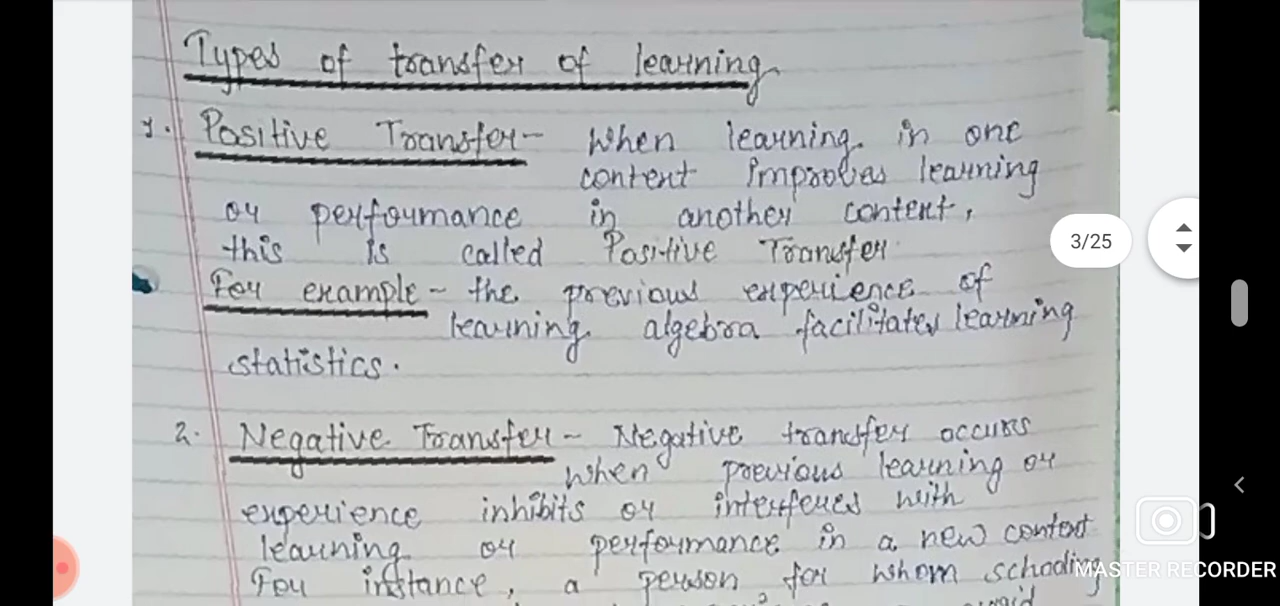 Types of transfer of learning
1. Positive Transfer - When learning in one
content improves learning
or performance in another content,
this is called Positive Transfer
For example - the previous experience of
learning algebra facilitates learning
statistics.
3/25
2. Negative Transfer - Negative transfer occurs
when previous learning or
experience inhibits or interferes with
learning or performance in a new content
For instance, a person for whom schooling
MASTER RECORDER